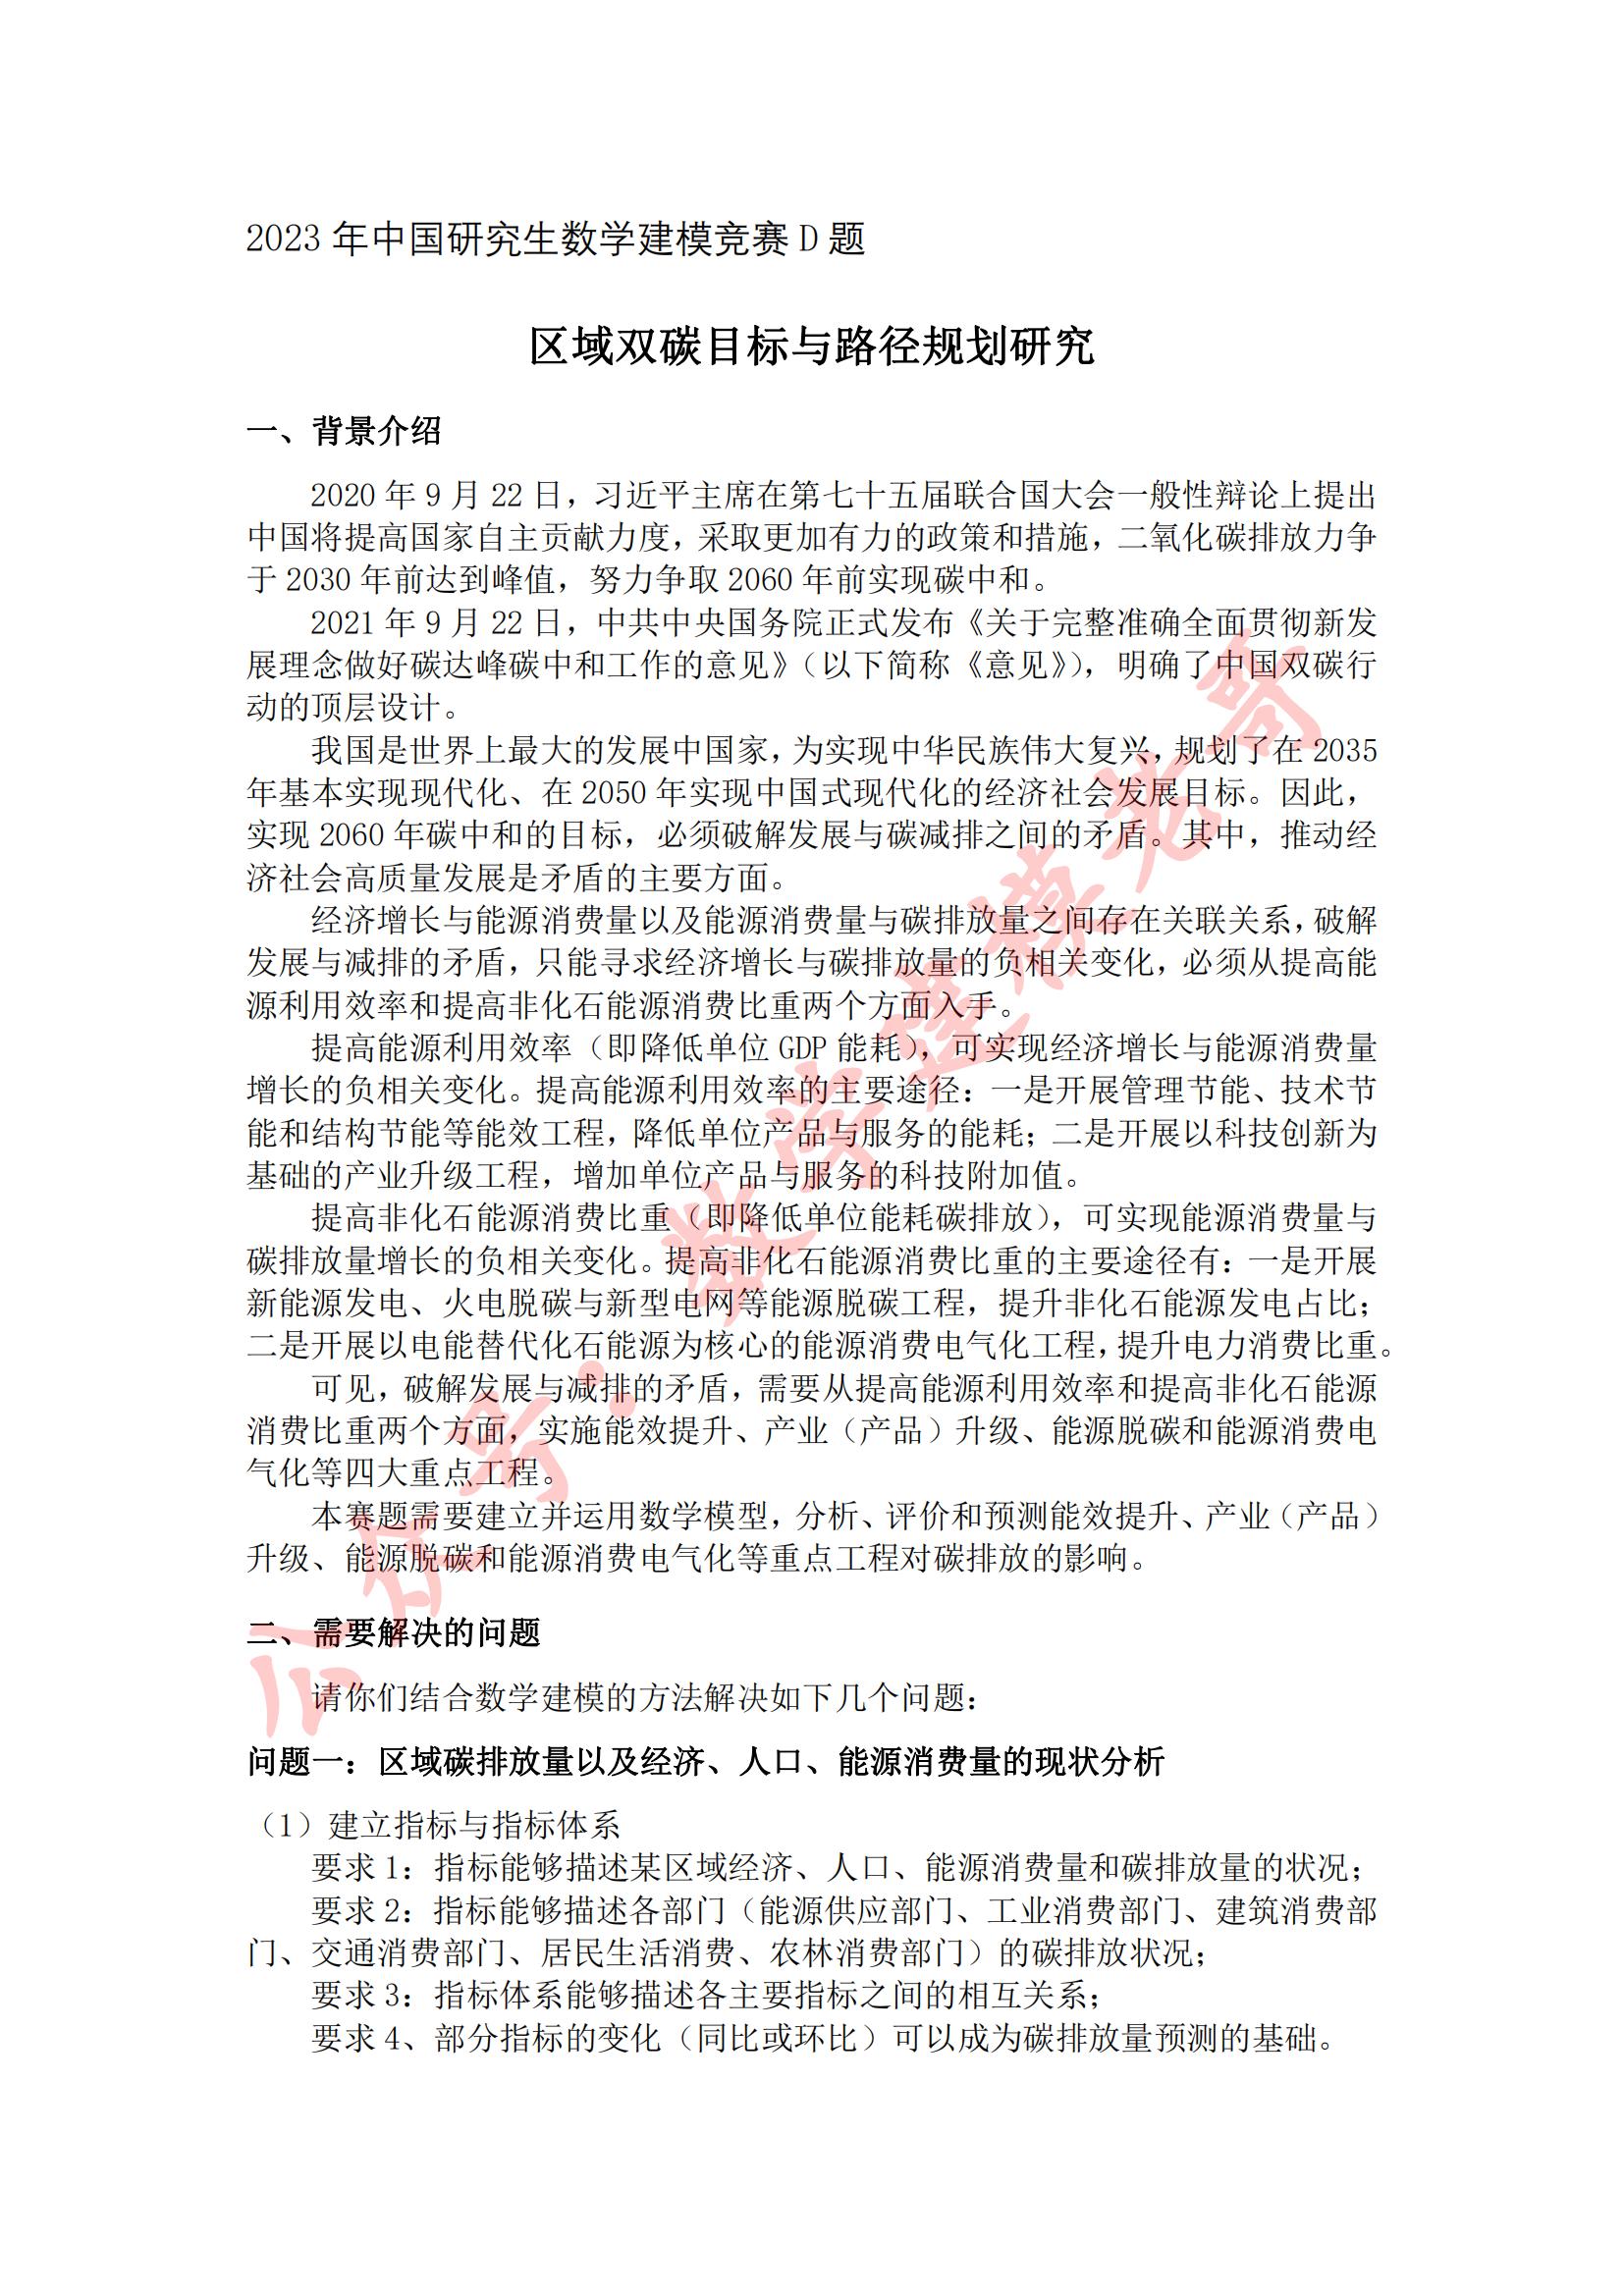 2023 年中国研究生数学建模竞赛 D 题
区域双碳目标与路径规划研究
一、背景介绍
2020 年 9 月 22 日，习近平主席在第七十五届联合国大会一般性辩论上提出
中国将提高国家自主贡献力度，采取更加有力的政策和措施，二氧化碳排放力争
于 2030 年前达到峰值，努力争取 2060 年前实现碳中和。
2021 年 9 月 22 日，中共中央国务院正式发布《关于完整准确全面贯彻新发
展理念做好碳达峰碳中和工作的意见》（以下简称《意见》），明确了中国双碳行
动的顶层设计。
我国是世界上最大的发展中国家，为实现中华民族伟大复兴，规划了在 2035
年基本实现现代化、在 2050 年实现中国式现代化的经济社会发展目标。因此，
实现 2060 年碳中和的目标，必须破解发展与碳减排之间的矛盾。其中，推动经
济社会高质量发展是矛盾的主要方面。
经济增长与能源消费量以及能源消费量与碳排放量之间存在关联关系，破解
发展与减排的矛盾，只能寻求经济增长与碳排放量的负相关变化，必须从提高能
源利用效率和提高非化石能源消费比重两个方面入手。
提高能源利用效率（即降低单位 GDP 能耗），可实现经济增长与能源消费量
增长的负相关变化。提高能源利用效率的主要途径：一是开展管理节能、技术节
能和结构节能等能效工程，降低单位产品与服务的能耗；二是开展以科技创新为
基础的产业升级工程，增加单位产品与服务的科技附加值。
提高非化石能源消费比重（即降低单位能耗碳排放），可实现能源消费量与
碳排放量增长的负相关变化。提高非化石能源消费比重的主要途径有：一是开展
新能源发电、火电脱碳与新型电网等能源脱碳工程，提升非化石能源发电占比；
二是开展以电能替代化石能源为核心的能源消费电气化工程，提升电力消费比重。
可见，破解发展与减排的矛盾，需要从提高能源利用效率和提高非化石能源
消费比重两个方面，实施能效提升、产业（产品）升级、能源脱碳和能源消费电
气化等四大重点工程。
本赛题需要建立并运用数学模型，分析、评价和预测能效提升、产业（产品）
升级、能源脱碳和能源消费电气化等重点工程对碳排放的影响。
二、需要解决的问题
请你们结合数学建模的方法解决如下几个问题：
问题一：区域碳排放量以及经济、人口、能源消费量的现状分析
（1）建立指标与指标体系
要求 1：指标能够描述某区域经济、人口、能源消费量和碳排放量的状况；
要求 2：指标能够描述各部门（能源供应部门、工业消费部门、建筑消费部
门、交通消费部门、居民生活消费、农林消费部门）的碳排放状况；
要求 3：指标体系能够描述各主要指标之间的相互关系；
要求 4、部分指标的变化（同比或环比）可以成为碳排放量预测的基础。
公众号：数学建模老哥